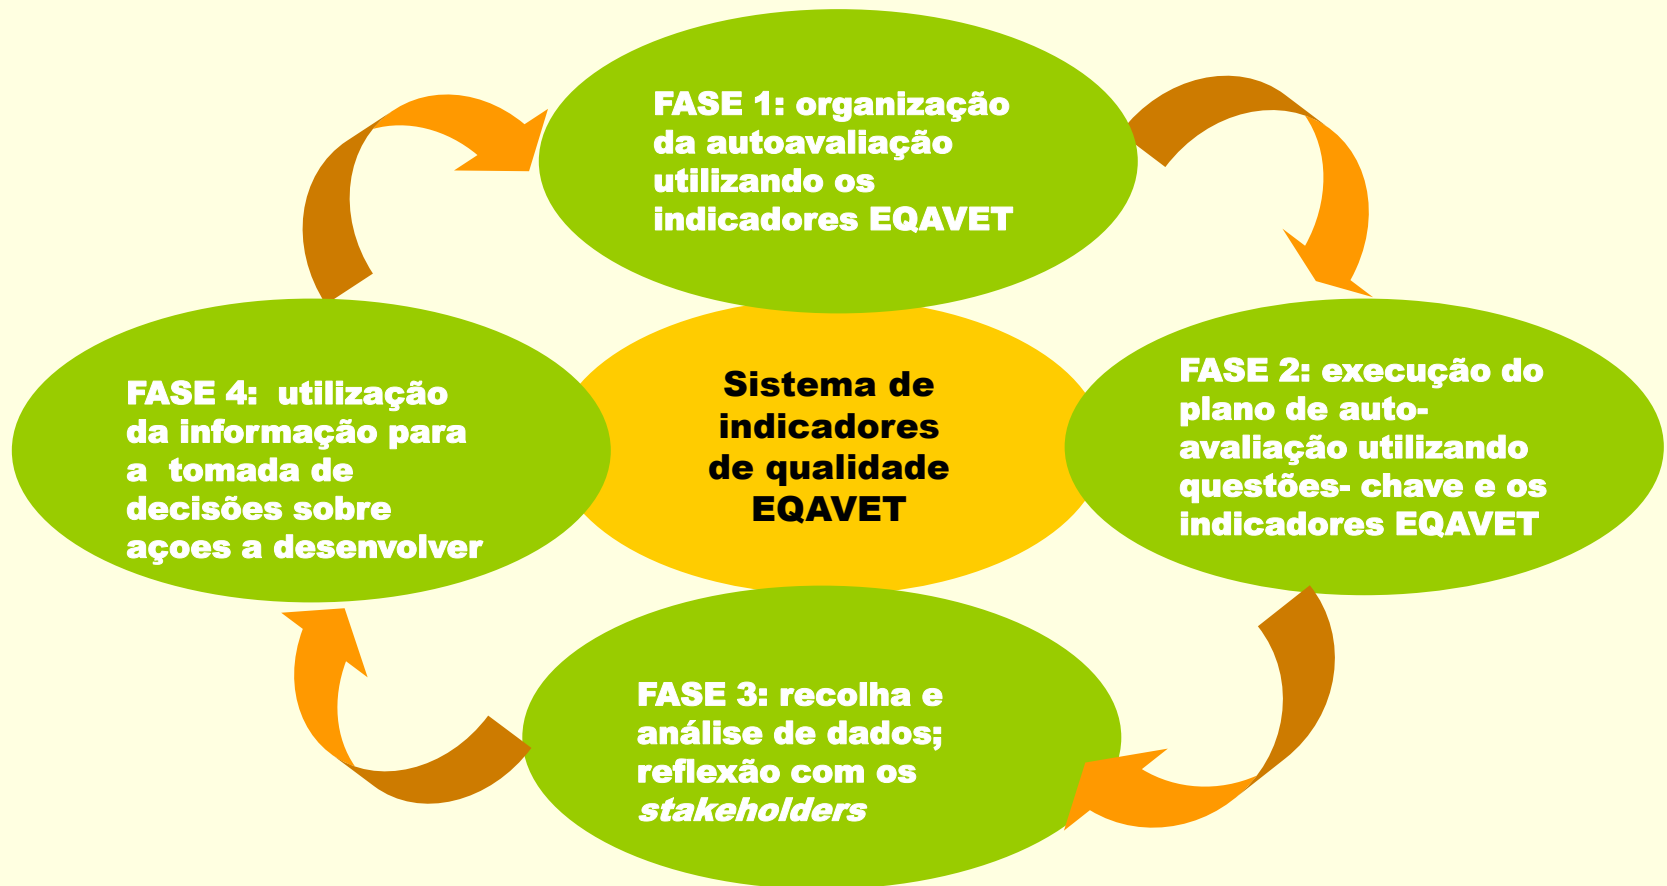 FASE 1: organização
da autoavaliação
utilizando os
indicadores EQAVET
FASE 2: execução do
plano de auto-
avaliação utilizando
questões- chave e os
indicadores EQAVET
FASE 3: recolha e
análise de dados;
reflexão com os
stakeholders
FASE 4:  utilização
da informação para
a  tomada de
decisões sobre
açoes a desenvolver
Sistema de
indicadores
de qualidade
EQAVET